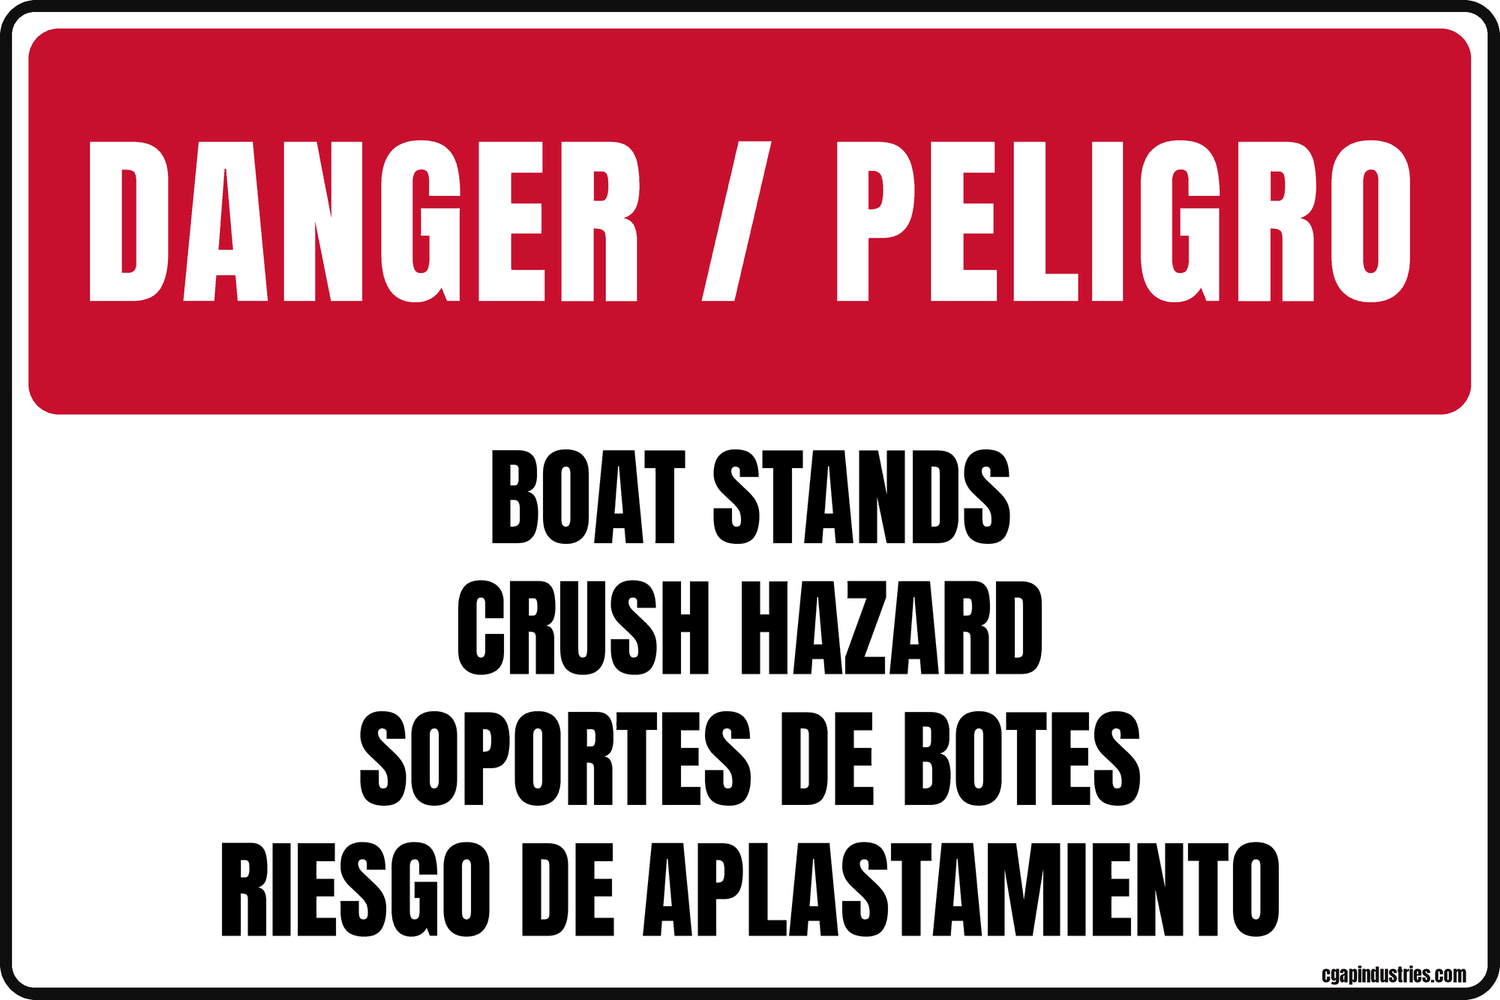 DANGER / PELIGRO
BOAT STANDS
CRUSH HAZARD
SOPORTES DE BOTES
RIESGO DE APLASTAMIENTO
cgapindustries.com